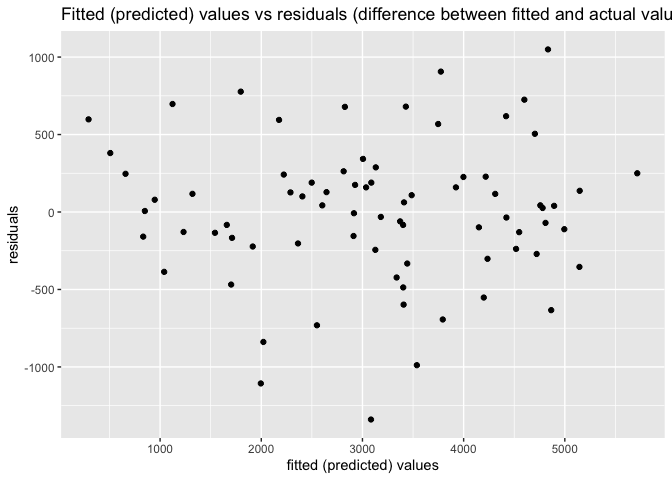 Fitted (predicted) values vs residuals (difference between fitted and actual valu
1000
500
0
-500
-1000
residuals
1000 2000 3000 4000 5000
fitted (predicted) values